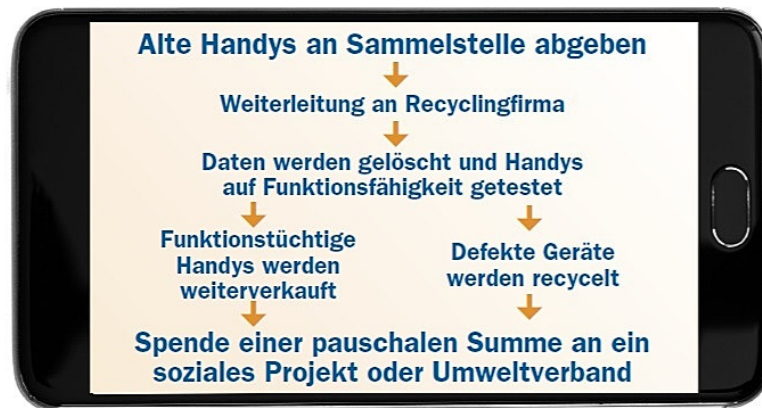 Alte Handys an Sammelstelle abgeben
Weiterleitung an Recyclingfirma
Daten werden gelöscht und Handys
auf Funktionsfähigkeit getestet
Funktionstüchtige
Handys werden
weiterverkauft
Defekte Geräte
werden recycelt
Spende einer pauschalen Summe an ein
soziales Projekt oder Umweltverband